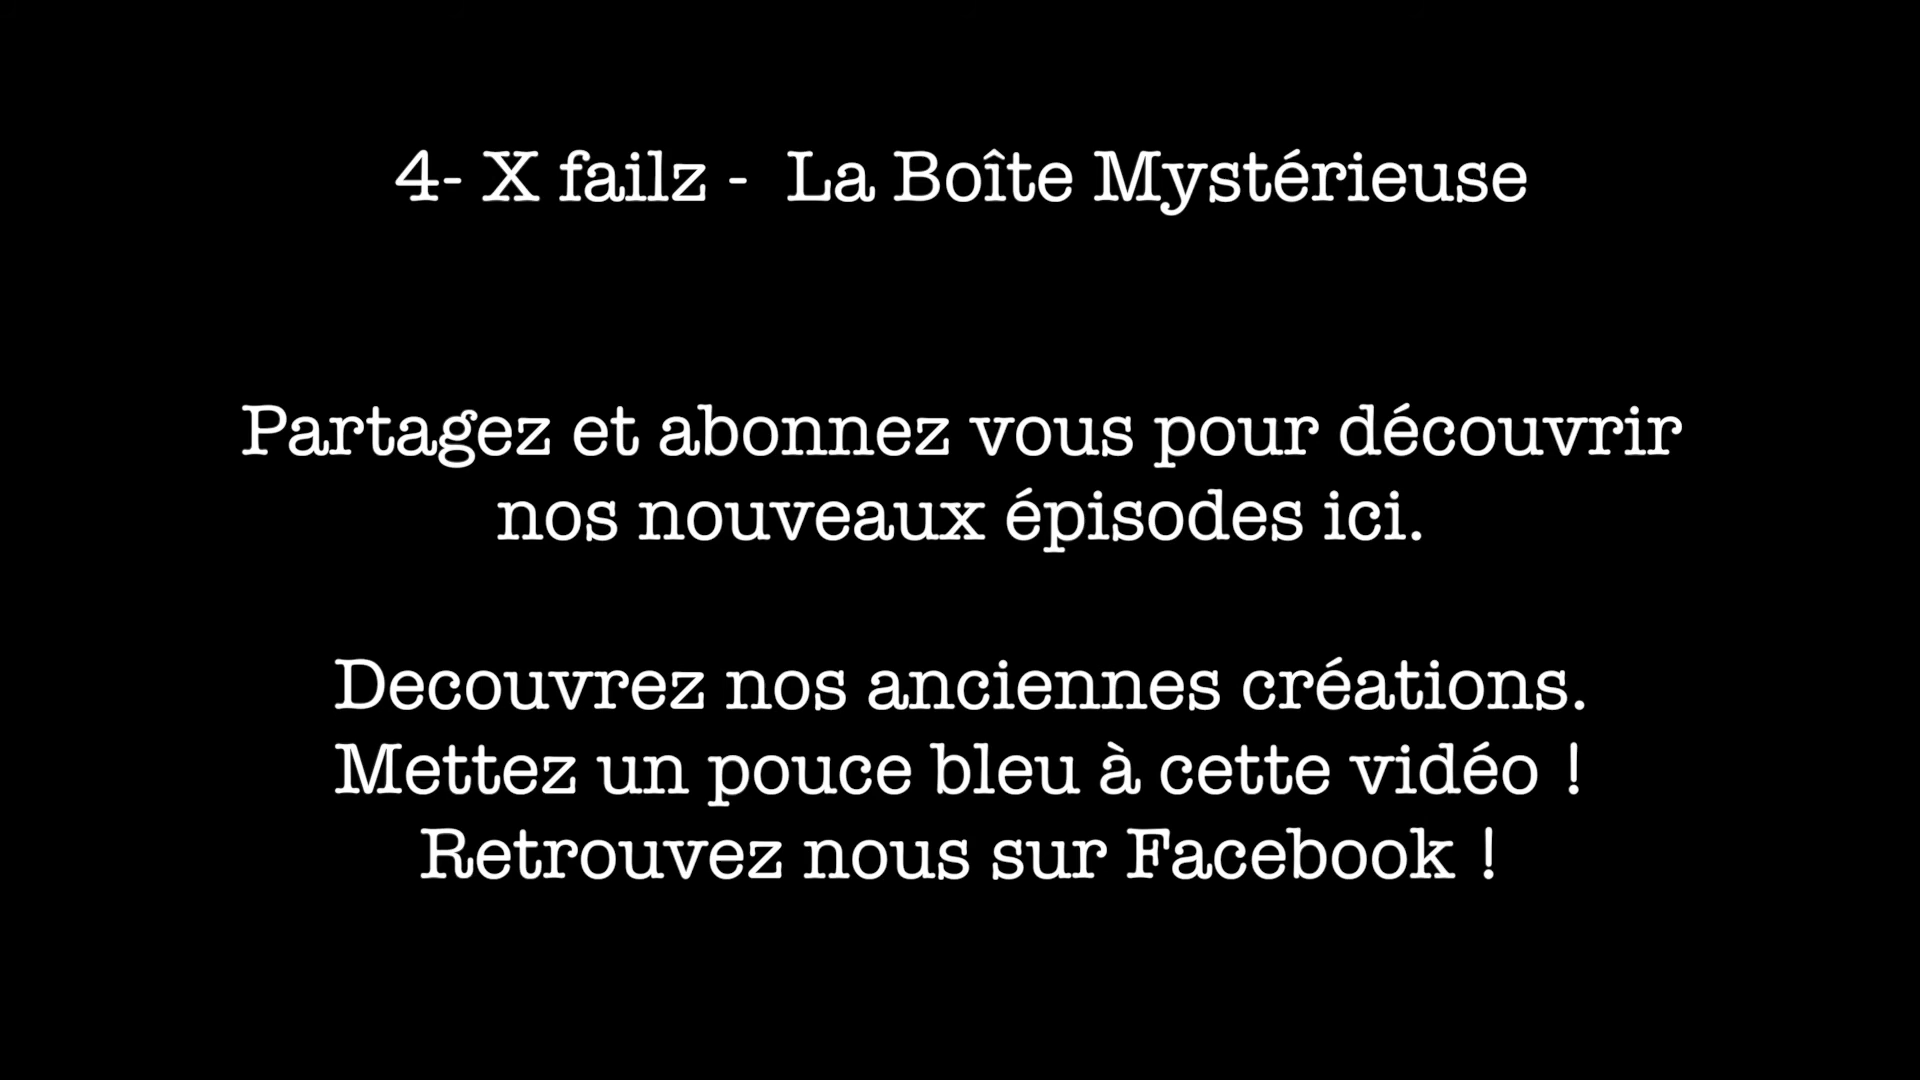 4- X failz -  La Boîte Mystérieuse
Partagez et abonnez vous pour découvrir
nos nouveaux épisodes ici.
Decouvrez nos anciennes créations.
Mettez un pouce bleu à cette vidéo !
Retrouvez nous sur Facebook !